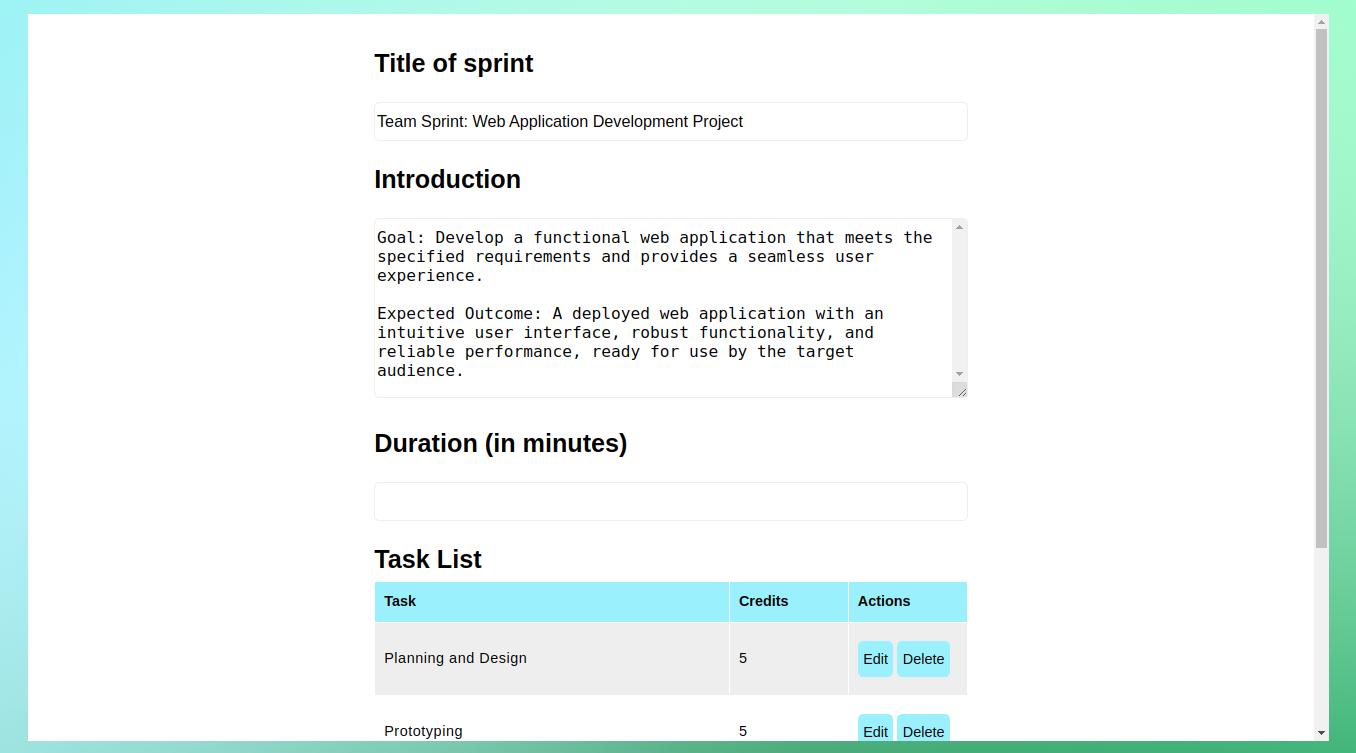 Title of sprint
Team Sprint: Web Application Development Project
Introduction
Goal: Develop a functional web application that meets the
specified requirements and provides a seamless user
experience.
Expected Outcome: A deployed web application with an
intuitive user interface, robust functionality, and
reliable performance, ready for use by the target
audience.
Duration (in minutes)
Task List
Task Credits Actions
Planning and Design 5 Edit Delete
Prototyping 5 Edit Delete